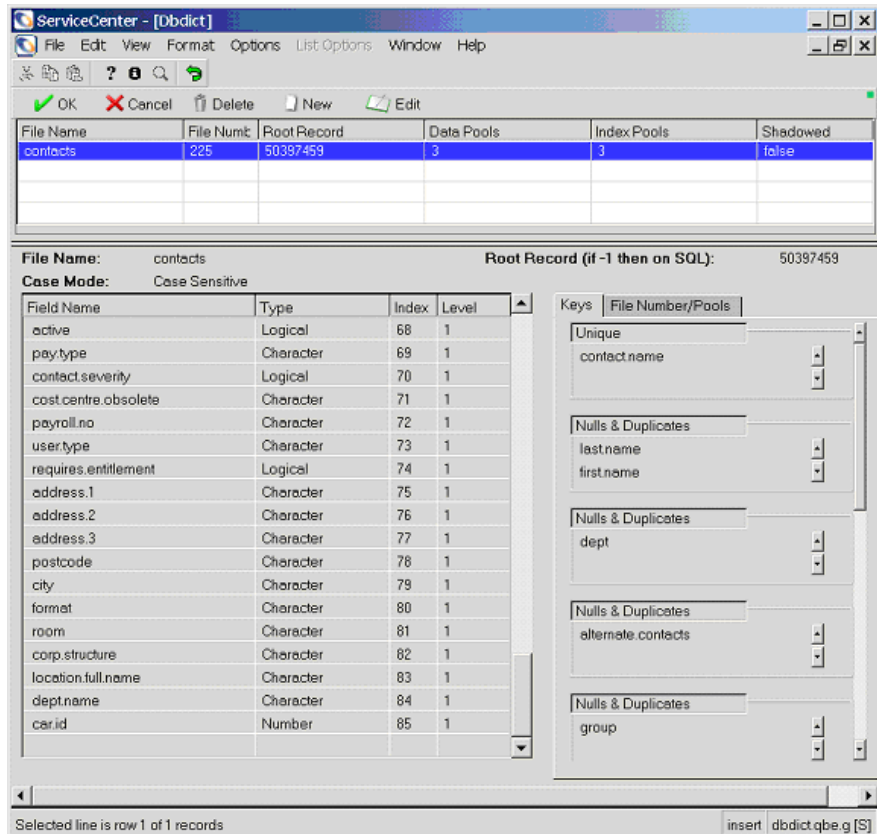 ServiceCenter - [Dbdict]
File Edit View Format Options List Options Window Help
OK Cancel Delete New Edit
File Name File Numb Root Record Data Pools Index Pools Shadowed
contacts 225 50397459 3 3 false
File Name: contacts Root Record (if -1 then on SQL): 50397459
Case Mode: Case Sensitive
Field Name Type Index Level
active Logical 68 1
pay.type Character 69 1
contact.severity Logical 70 1
cost.centre.obsolete Character 71 1
payroll.no Character 72 1
user.type Character 73 1
requires.entitlement Logical 74 1
address.1 Character 75 1
address.2 Character 76 1
address.3 Character 77 1
postcode Character 78 1
city Character 79 1
format Character 80 1
room Character 81 1
corp.structure Character 82 1
location.full.name Character 83 1
dept.name Character 84 1
car.id Number 85 1
Keys File Number/Pools
Unique
contact.name
Nulls & Duplicates
last.name
first.name
Nulls & Duplicates
dept
Nulls & Duplicates
alternate.contacts
Nulls & Duplicates
group
Selected line is row 1 of 1 records insert dbdict.qbe.g [S]